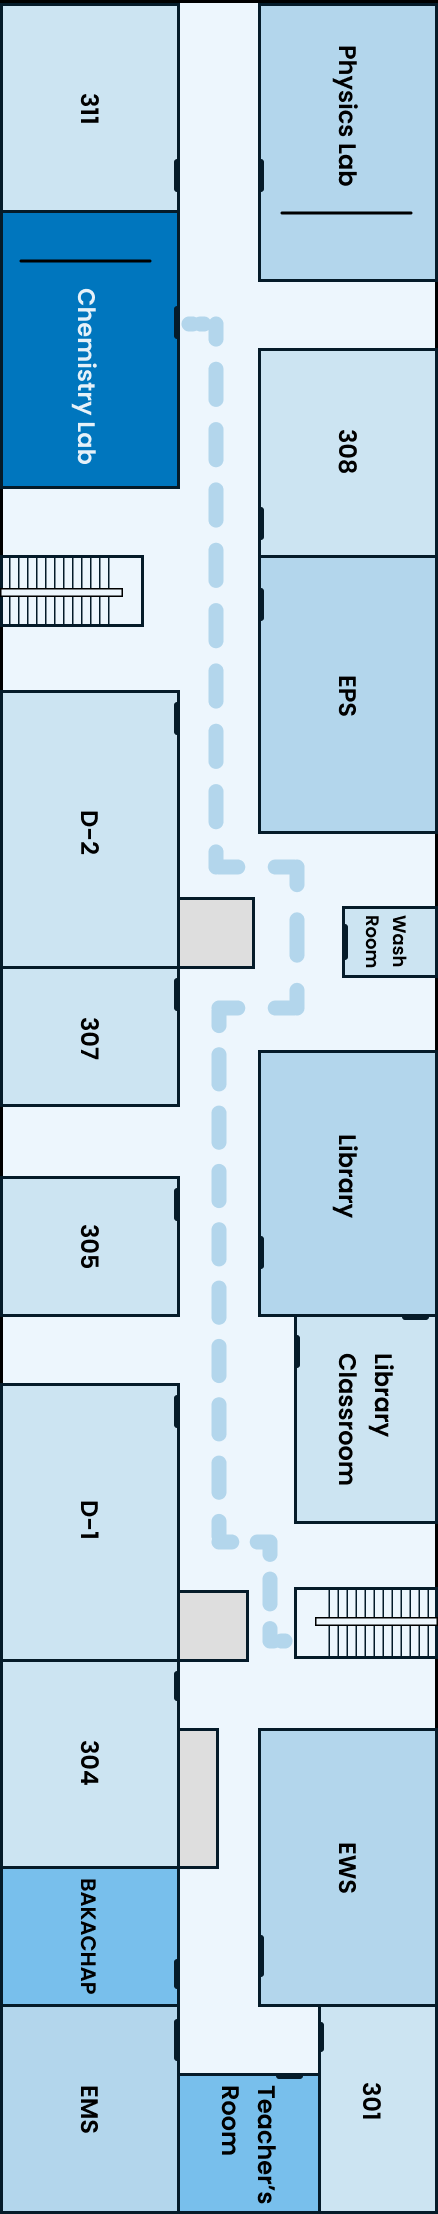 311
Physics Lab
Chemistry Lab
308
EPS
D-2
Wash
Room
307
Library
305
Library
Classroom
D-1
304
EWS
BAKACHAP
EMS
Teacher's
Room
301